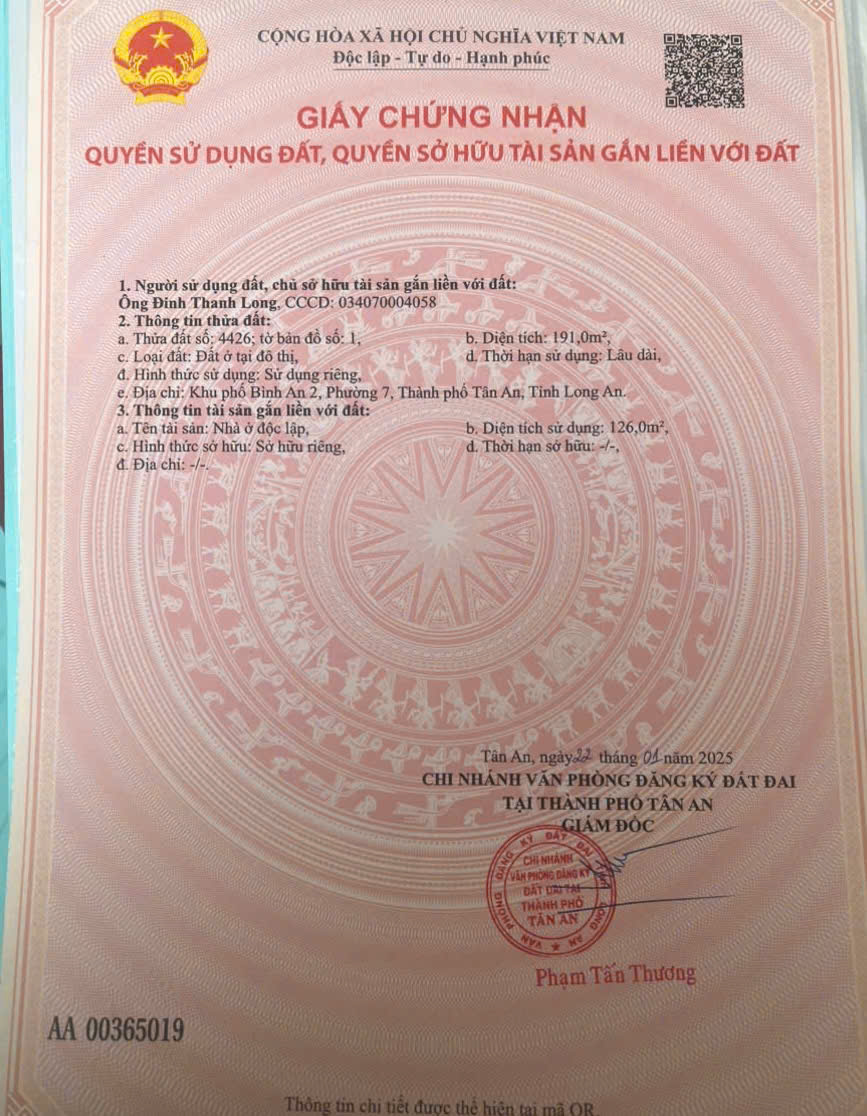 CỘNG HÒA XÃ HỘI CHỦ NGHĨA VIỆT NAM
Độc lập - Tự do - Hạnh phúc
GIẤY CHỨNG NHẬN
QUYỀN SỬ DỤNG ĐẤT, QUYỀN SỞ HỮU TÀI SẢN GẮN LIỀN VỚI ĐẤT
1. Người sử dụng đất, chủ sở hữu tài sản gắn liền với đất:
Ông Đinh Thanh Long, CCCD: 034070004058
2. Thông tin thửa đất:
a. Thửa đất số: 4426; tờ bản đồ số: 1, b. Diện tích: 191,0m²,
c. Loại đất: Đất ở tại đô thị, d. Thời hạn sử dụng: Lâu dài,
đ. Hình thức sử dụng: Sử dụng riêng,
e. Địa chỉ: Khu phố Bình An 2, Phường 7, Thành phố Tân An, Tỉnh Long An.
3. Thông tin tài sản gắn liền với đất:
a. Tên tài sản: Nhà ở độc lập, b. Diện tích sử dụng: 126,0m²,
c. Hình thức sở hữu: Sở hữu riêng, d. Thời hạn sở hữu: -/-,
đ. Địa chỉ: -/-.
Tân An, ngày 22 tháng 01 năm 2025
CHI NHÁNH VĂN PHÒNG ĐĂNG KÝ ĐẤT ĐAI
TẠI THÀNH PHỐ TÂN AN
GIÁM ĐỐC
VĂN PHÒNG ĐĂNG KÝ ĐẤT ĐAI TỈNH LONG AN
CHI NHÁNH
VĂN PHÒNG ĐĂNG KÝ
ĐẤT ĐAI TẠI
THÀNH PHỐ
TÂN AN
Phạm Tấn Thương
AA 00365019
Thông tin chi tiết được thể hiện tại mã QR